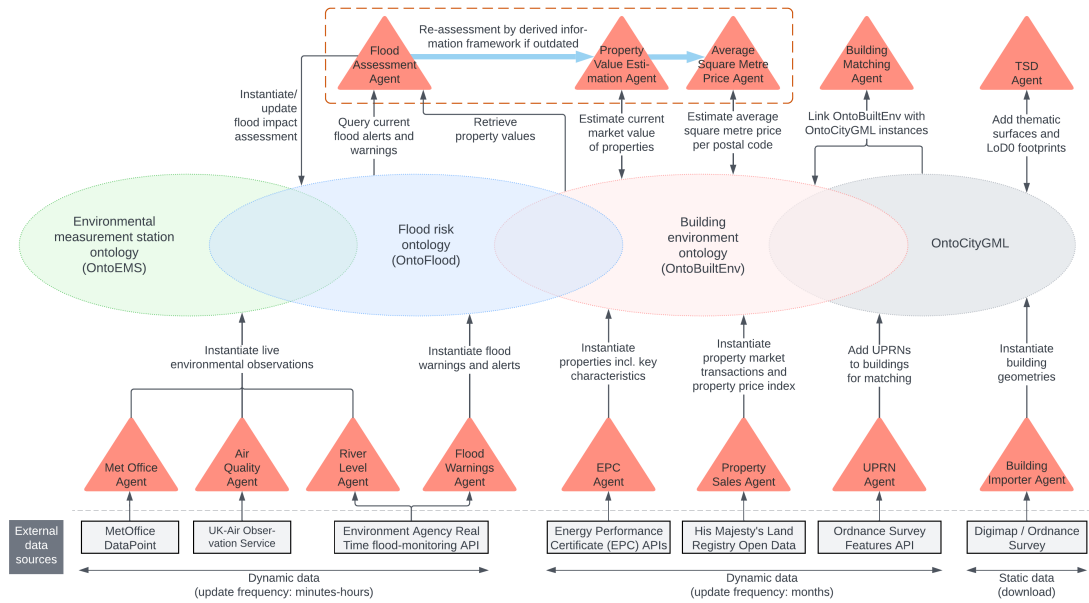 Re-assessment by derived infor-
mation framework if outdated
Flood
Assessment
Agent
Property
Value Esti-
mation Agent
Average
Square Metre
Price Agent
Building
Matching
Agent
TSD
Agent
Instantiate/
update
flood impact
assessment
Query current
flood alerts and
warnings
Retrieve
property values
Estimate current
market value
of properties
Estimate average
square metre price
per postal code
Link OntoBuiltEnv with
OntoCityGML instances
Add thematic
surfaces and
LoD0 footprints
Environmental
measurement station
ontology
(OntoEMS)
Flood risk
ontology
(OntoFlood)
Building
environment
ontology
(OntoBuiltEnv)
OntoCityGML
Instantiate live
environmental observations
Instantiate flood
warnings and alerts
Instantiate
properties incl. key
characteristics
Instantiate
property market
transactions and
property price index
Add UPRNs
to buildings
for matching
Instantiate
building
geometries
Met Office
Agent
Air
Quality
Agent
River
Level
Agent
Flood
Warnings
Agent
EPC
Agent
Property
Sales Agent
UPRN
Agent
Building
Importer Agent
External
data
sources
MetOffice
DataPoint
UK-Air Obser-
vation Service
Environment Agency Real
Time flood-monitoring API
Energy Performance
Certificate (EPC) APIs
His Majesty's Land
Registry Open Data
Ordnance Survey
Features API
Digimap / Ordnance
Survey
Dynamic data
(update frequency: minutes-hours)
Dynamic data
(update frequency: months)
Static data
(download)